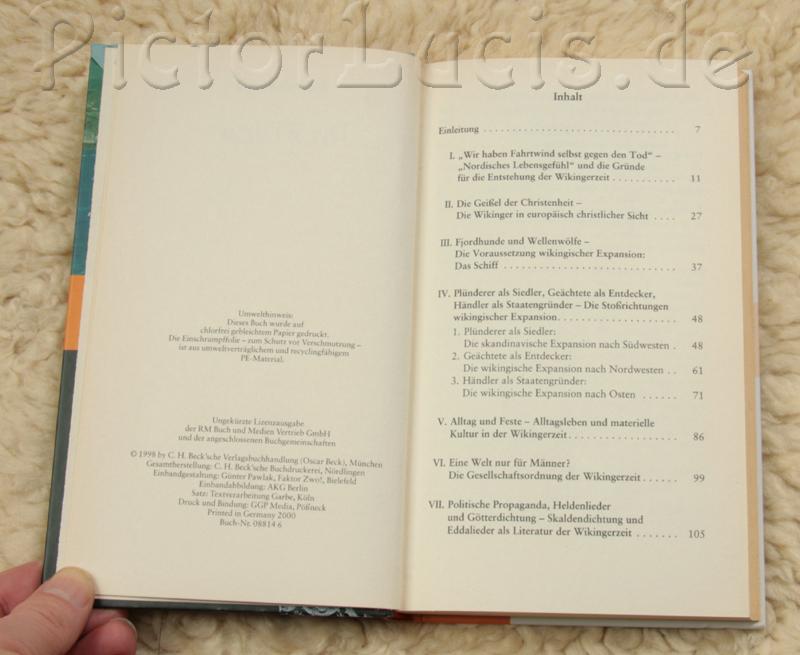 PictorLucis.de
Umwelthinweis:
Dieses Buch wurde auf
chlorfrei gebleichtem Papier gedruckt.
Die Einschrumpffolie – zum Schutz vor Verschmutzung –
ist aus umweltverträglichem und recyclingfähigem
PE-Material.
Ungekürzte Lizenzausgabe
der RM Buch und Medien Vertrieb GmbH
und der angeschlossenen Buchgemeinschaften
© 1998 by C. H. Beck'sche Verlagsbuchhandlung (Oscar Beck), München
Gesamtherstellung: C. H. Beck'sche Buchdruckerei, Nördlingen
Einbandgestaltung: Günter Pawlak, Faktor Zwo!, Bielefeld
Einbandabbildung: AKG Berlin
Satz: Textverarbeitung Garbe, Köln
Druck und Bindung: GGP Media, Pößneck
Printed in Germany 2000
Buch-Nr. 08814 6
Inhalt
Einleitung . . . . . . . . . . . . . . . . . . . . . . . . . . . . . . . . . 7
I. „Wir haben Fahrtwind selbst gegen den Tod“ –
„Nordisches Lebensgefühl“ und die Gründe
für die Entstehung der Wikingerzeit . . . . . . . . . . . 11
II. Die Geißel der Christenheit –
Die Wikinger in europäisch christlicher Sicht . . . . 27
III. Fjordhunde und Wellenwölfe –
Die Voraussetzung wikingischer Expansion:
Das Schiff . . . . . . . . . . . . . . . . . . . . . . . . . . . . . . 37
IV. Plünderer als Siedler, Geächtete als Entdecker,
Händler als Staatengründer – Die Stoßrichtungen
wikingischer Expansion. . . . . . . . . . . . . . . . . . . . 48
1. Plünderer als Siedler:
Die skandinavische Expansion nach Südwesten . . 48
2. Geächtete als Entdecker:
Die wikingische Expansion nach Nordwesten . . . . 61
3. Händler als Staatengründer:
Die wikingische Expansion nach Osten . . . . . . . . 71
V. Alltag und Feste – Alltagsleben und materielle
Kultur in der Wikingerzeit. . . . . . . . . . . . . . . . . . 86
VI. Eine Welt nur für Männer?
Die Gesellschaftsordnung der Wikingerzeit . . . . . . 99
VII. Politische Propaganda, Heldenlieder
und Götterdichtung – Skaldendichtung und
Eddalieder als Literatur der Wikingerzeit . . . . . . . 105